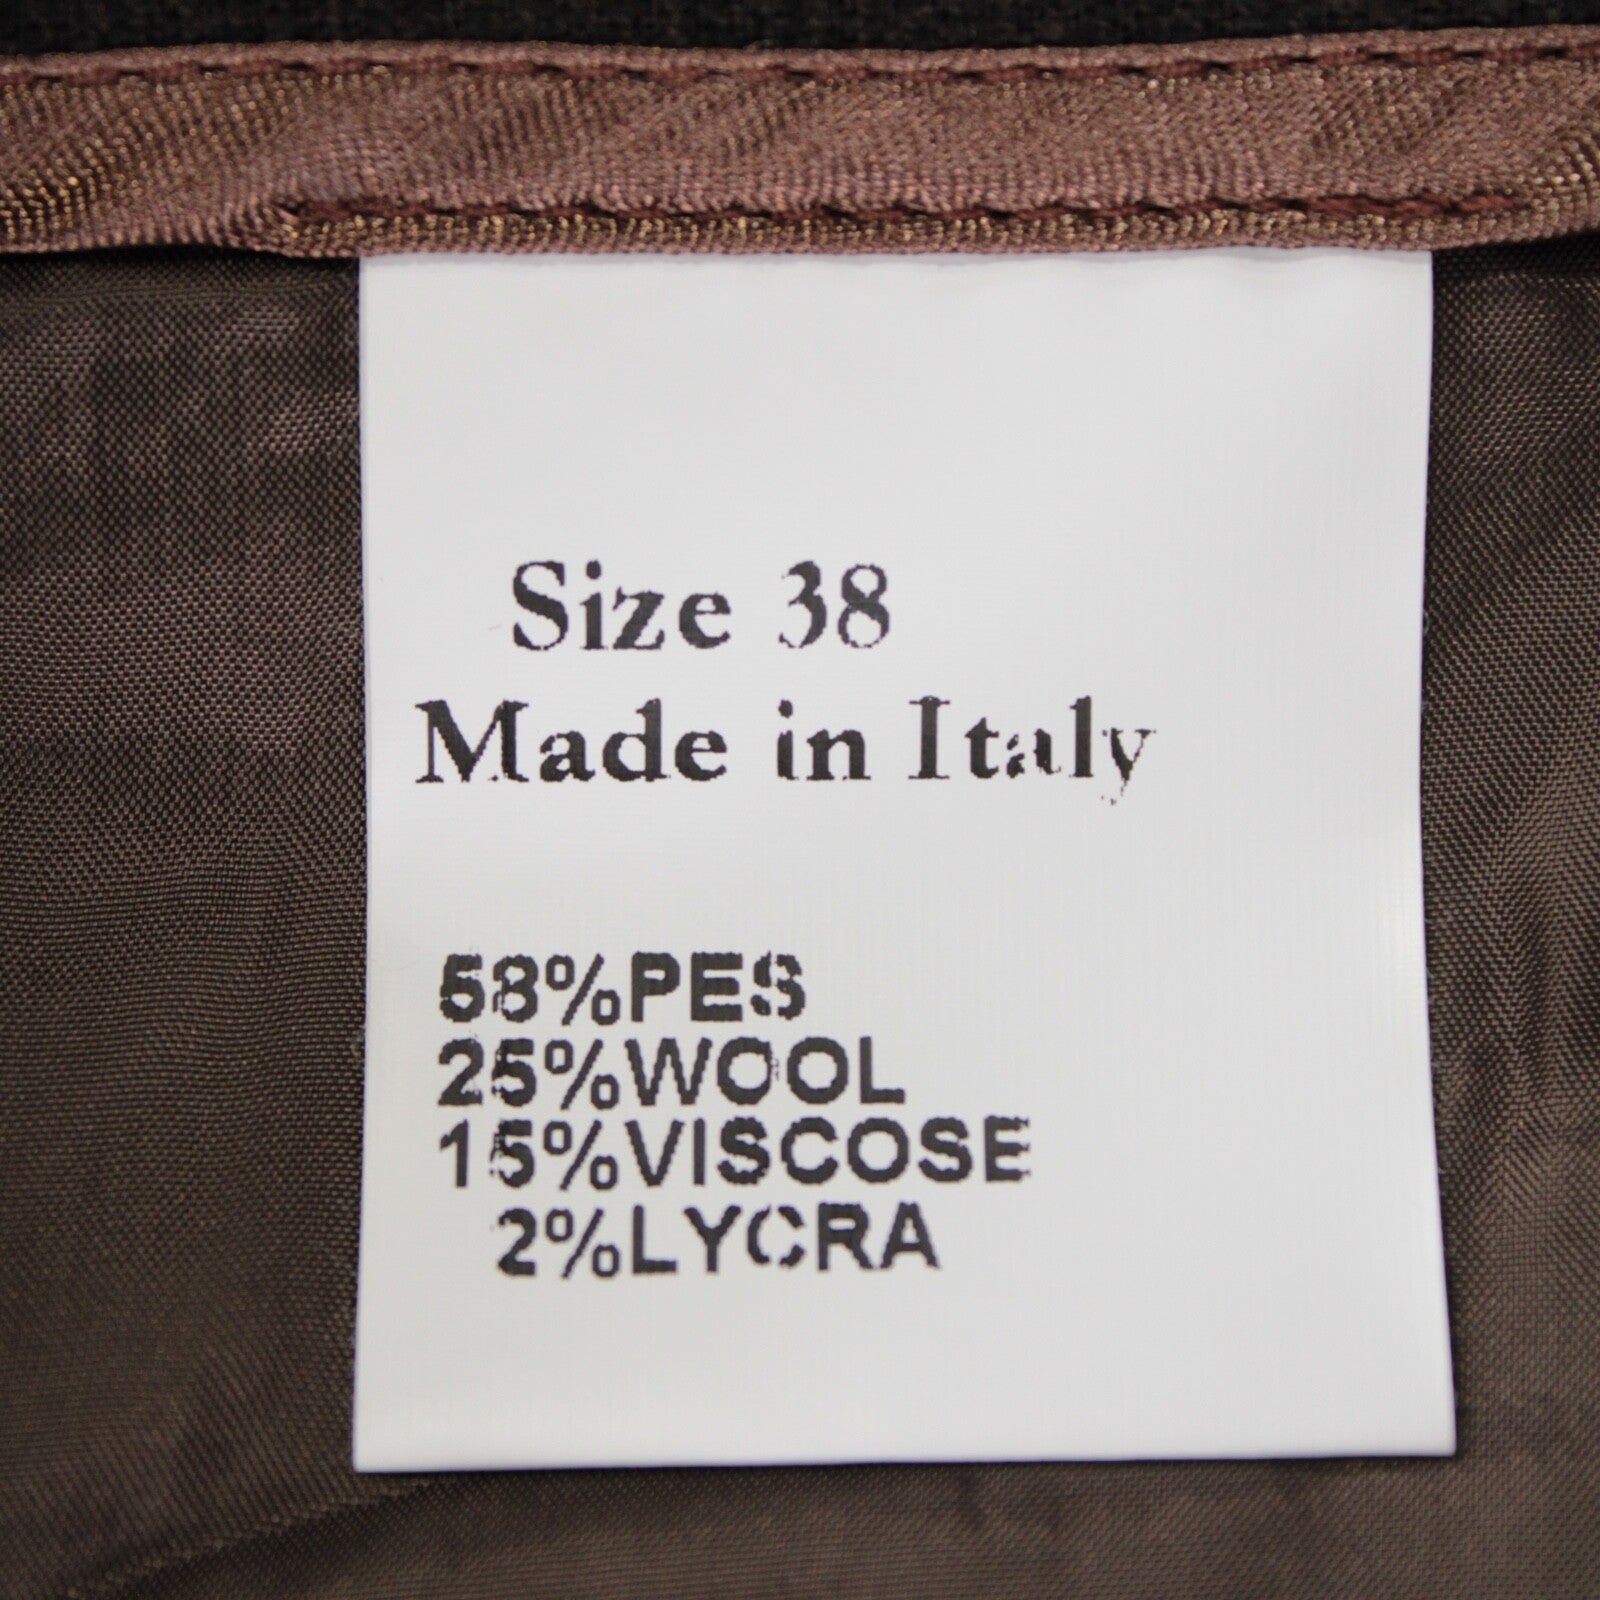 Size 38
Made in Italy
58%PES
25%WOOL
15%VISCOSE
2%LYCRA